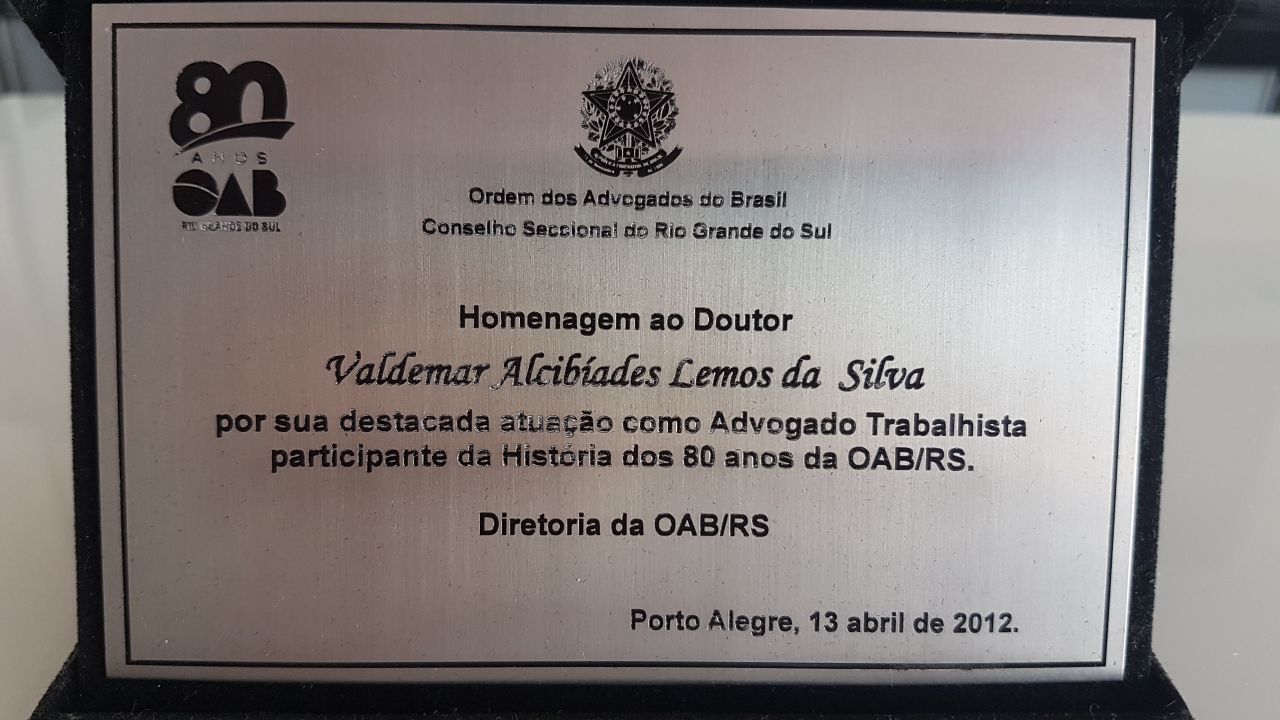 80
ANOS
OAB
RIO GRANDE DO SUL
Ordem dos Advogados do Brasil
Conselho Seccional do Rio Grande do Sul
Homenagem ao Doutor
Valdemar Alcibíades Lemos da Silva
por sua destacada atuação como Advogado Trabalhista
participante da História dos 80 anos da OAB/RS.
Diretoria da OAB/RS
Porto Alegre, 13 abril de 2012.